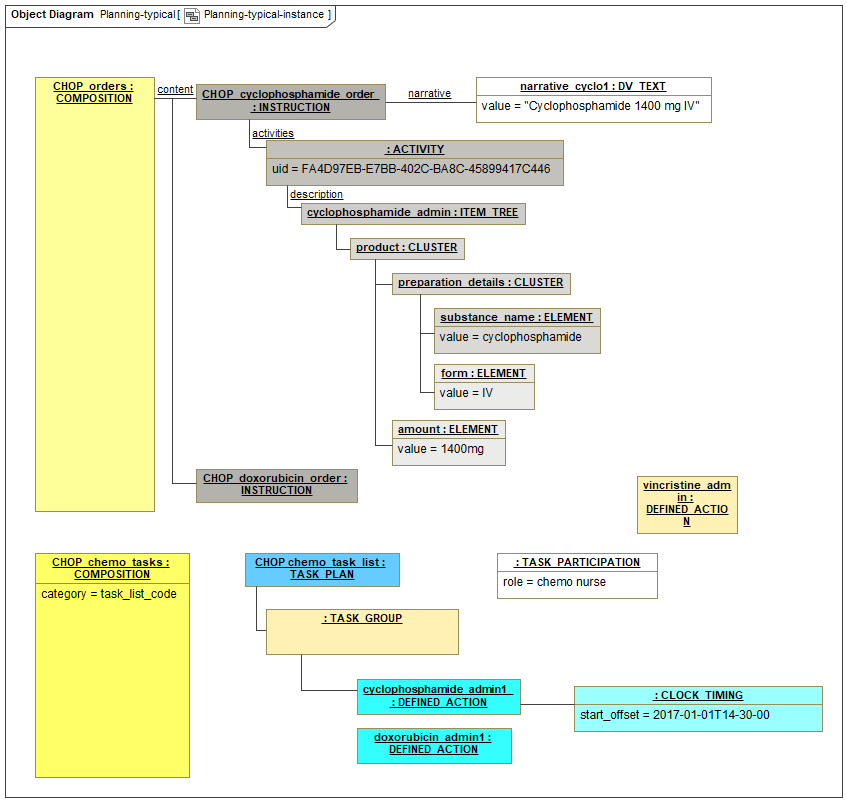 Object Diagram Planning-typical [ Planning-typical-instance ]
CHOP_orders :
COMPOSITION
content
CHOP_cyclophosphamide_order
: INSTRUCTION
narrative
narrative_cyclo1 : DV_TEXT
value = "Cyclophosphamide 1400 mg IV"
activities
: ACTIVITY
uid = FA4D97EB-E7BB-402C-BA8C-45899417C446
description
cyclophosphamide_admin : ITEM_TREE
product : CLUSTER
preparation_details : CLUSTER
substance_name : ELEMENT
value = cyclophosphamide
form : ELEMENT
value = IV
amount : ELEMENT
value = 1400mg
CHOP_doxorubicin_order :
INSTRUCTION
vincristine_adm
in :
DEFINED_ACTIO
N
CHOP_chemo_tasks :
COMPOSITION
category = task_list_code
CHOP chemo_task_list :
TASK_PLAN
: TASK_PARTICIPATION
role = chemo nurse
: TASK_GROUP
cyclophosphamide_admin1
: DEFINED_ACTION
: CLOCK_TIMING
start_offset = 2017-01-01T14-30-00
doxorubicin_admin1 :
DEFINED_ACTION